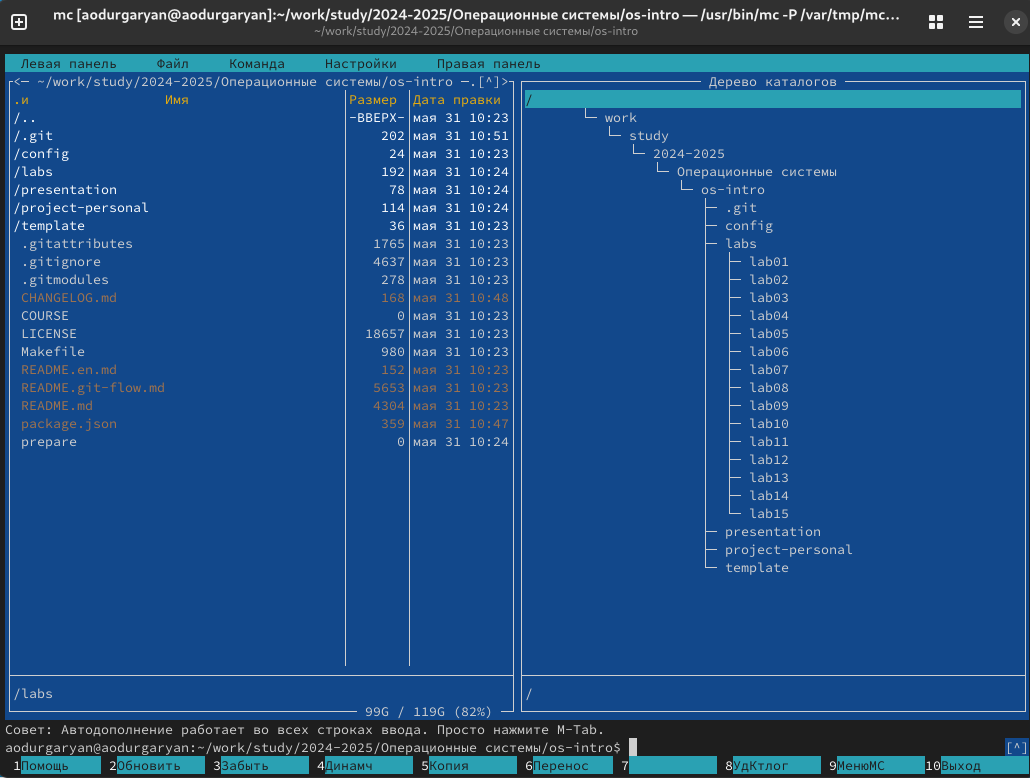 mc [aodurgaryan@aodurgaryan]:~/work/study/2024-2025/Операционные системы/os-intro — /usr/bin/mc -P /var/tmp/mc…
~/work/study/2024-2025/Операционные системы/os-intro
Левая панель Файл Команда Настройки Правая панель
<— ~/work/study/2024-2025/Операционные системы/os-intro —.[^]>
.и Имя Размер Дата правки
/.. -ВВЕРХ- мая 31 10:23
/.git 202 мая 31 10:51
/config 24 мая 31 10:23
/labs 192 мая 31 10:24
/presentation 78 мая 31 10:24
/project-personal 114 мая 31 10:24
/template 36 мая 31 10:23
.gitattributes 1765 мая 31 10:23
.gitignore 4637 мая 31 10:23
.gitmodules 278 мая 31 10:23
CHANGELOG.md 168 мая 31 10:48
COURSE 0 мая 31 10:23
LICENSE 18657 мая 31 10:23
Makefile 980 мая 31 10:23
README.en.md 152 мая 31 10:23
README.git-flow.md 5653 мая 31 10:23
README.md 4304 мая 31 10:23
package.json 359 мая 31 10:47
prepare 0 мая 31 10:24
/labs
99G / 119G (82%)
Дерево каталогов
/
work
study
2024-2025
Операционные системы
os-intro
.git
config
labs
lab01
lab02
lab03
lab04
lab05
lab06
lab07
lab08
lab09
lab10
lab11
lab12
lab13
lab14
lab15
presentation
project-personal
template
/
Совет: Автодополнение работает во всех строках ввода. Просто нажмите M-Tab.
aodurgaryan@aodurgaryan:~/work/study/2024-2025/Операционные системы/os-intro$ [^]
1Помощь 2Обновить 3Забыть 4Динамч 5Копия 6Перенос 7 8УдКтлог 9МенюMC 10Выход